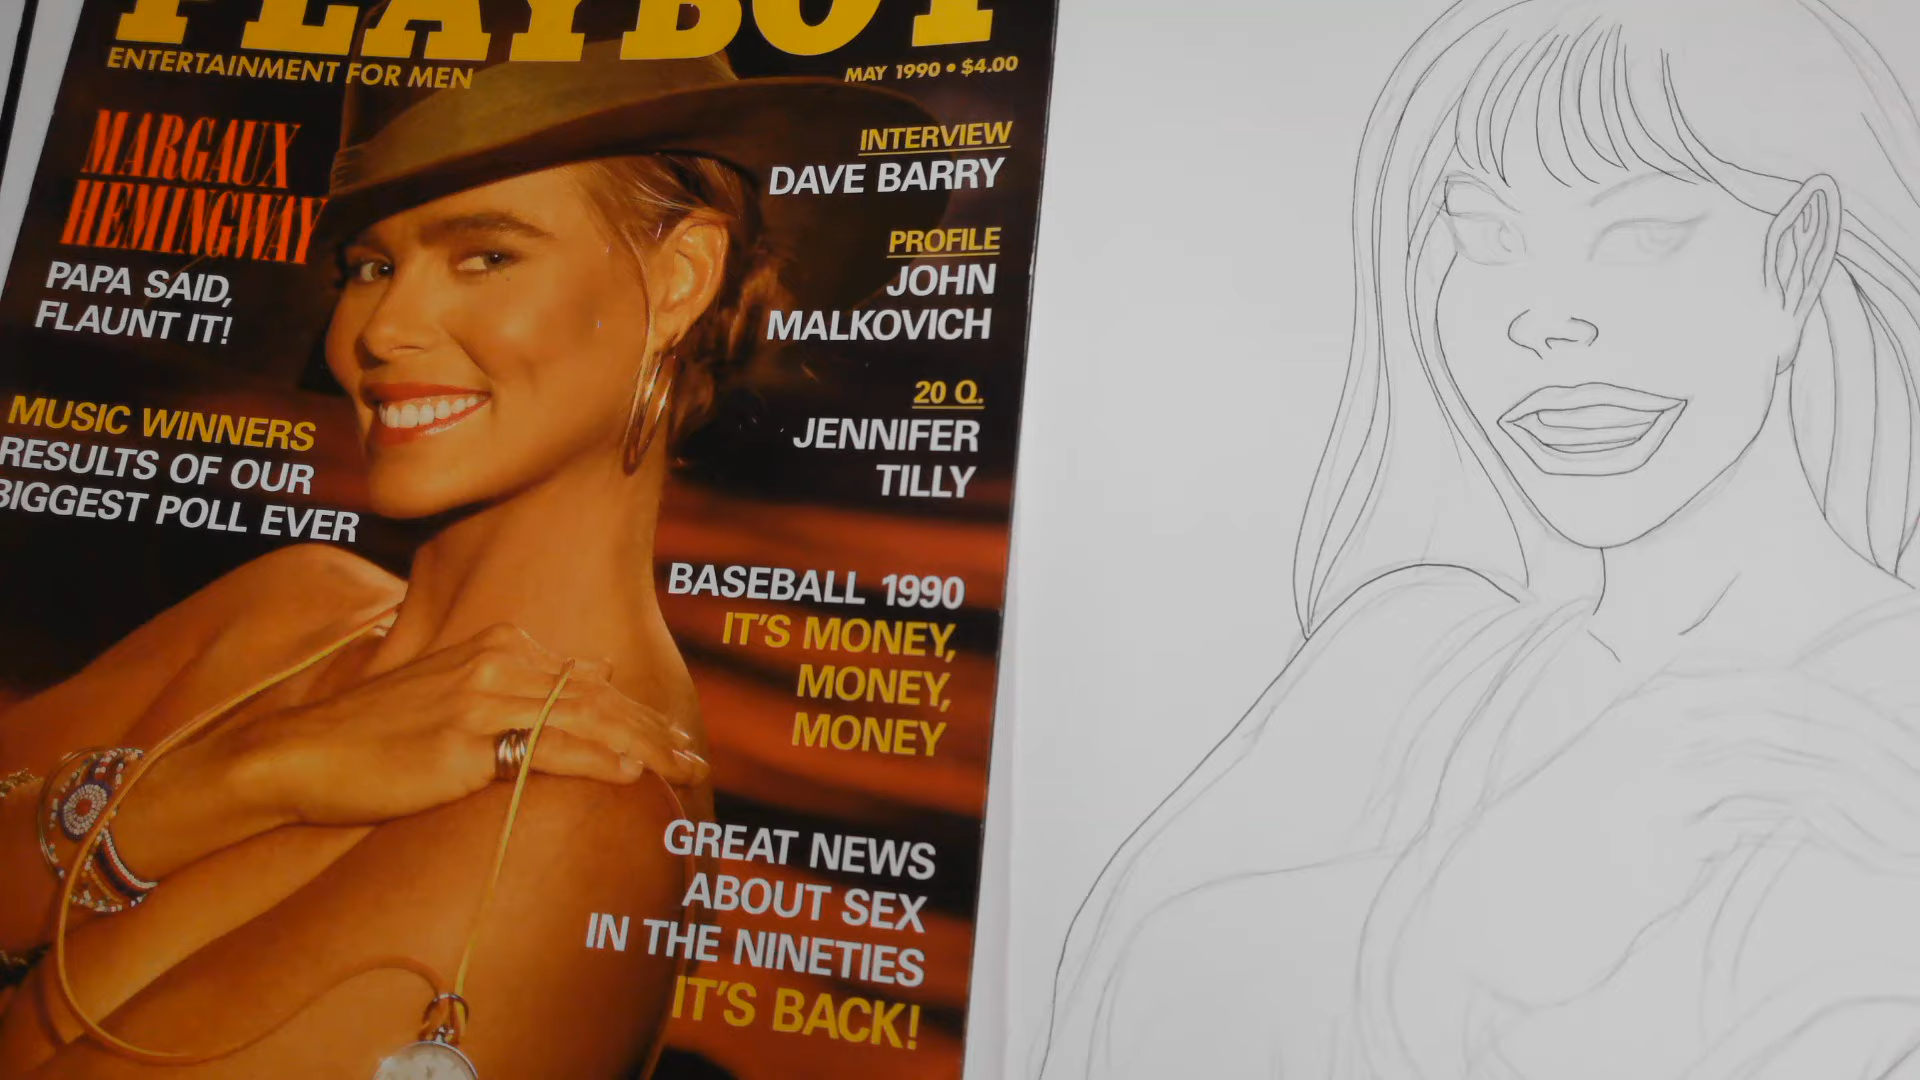 PLAYBOY
ENTERTAINMENT FOR MEN
MAY 1990 • $4.00
MARGAUX
HEMINGWAY
PAPA SAID,
FLAUNT IT!
MUSIC WINNERS
RESULTS OF OUR
BIGGEST POLL EVER
INTERVIEW
DAVE BARRY
PROFILE
JOHN
MALKOVICH
20 Q.
JENNIFER
TILLY
BASEBALL 1990
IT'S MONEY,
MONEY,
MONEY
GREAT NEWS
ABOUT SEX
IN THE NINETIES
IT'S BACK!